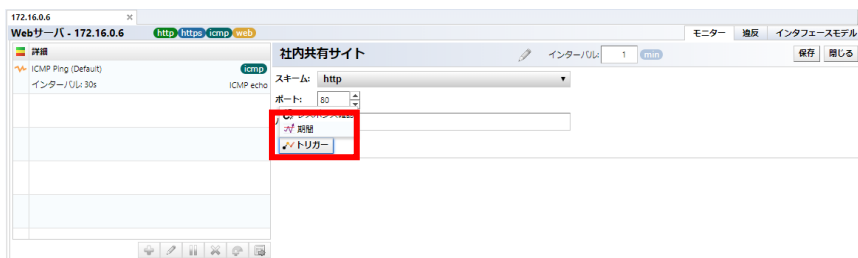 172.16.0.6 ×
Webサーバ - 172.16.0.6 http https icmp web モニター 違反 インタフェースモデル
詳細
社内共有サイト インターバル: 1 min 保存 閉じる
ICMP Ping (Default) icmp
インターバル: 30s ICMP echo
スキーム: http
ポート: 80
期間
トリガー